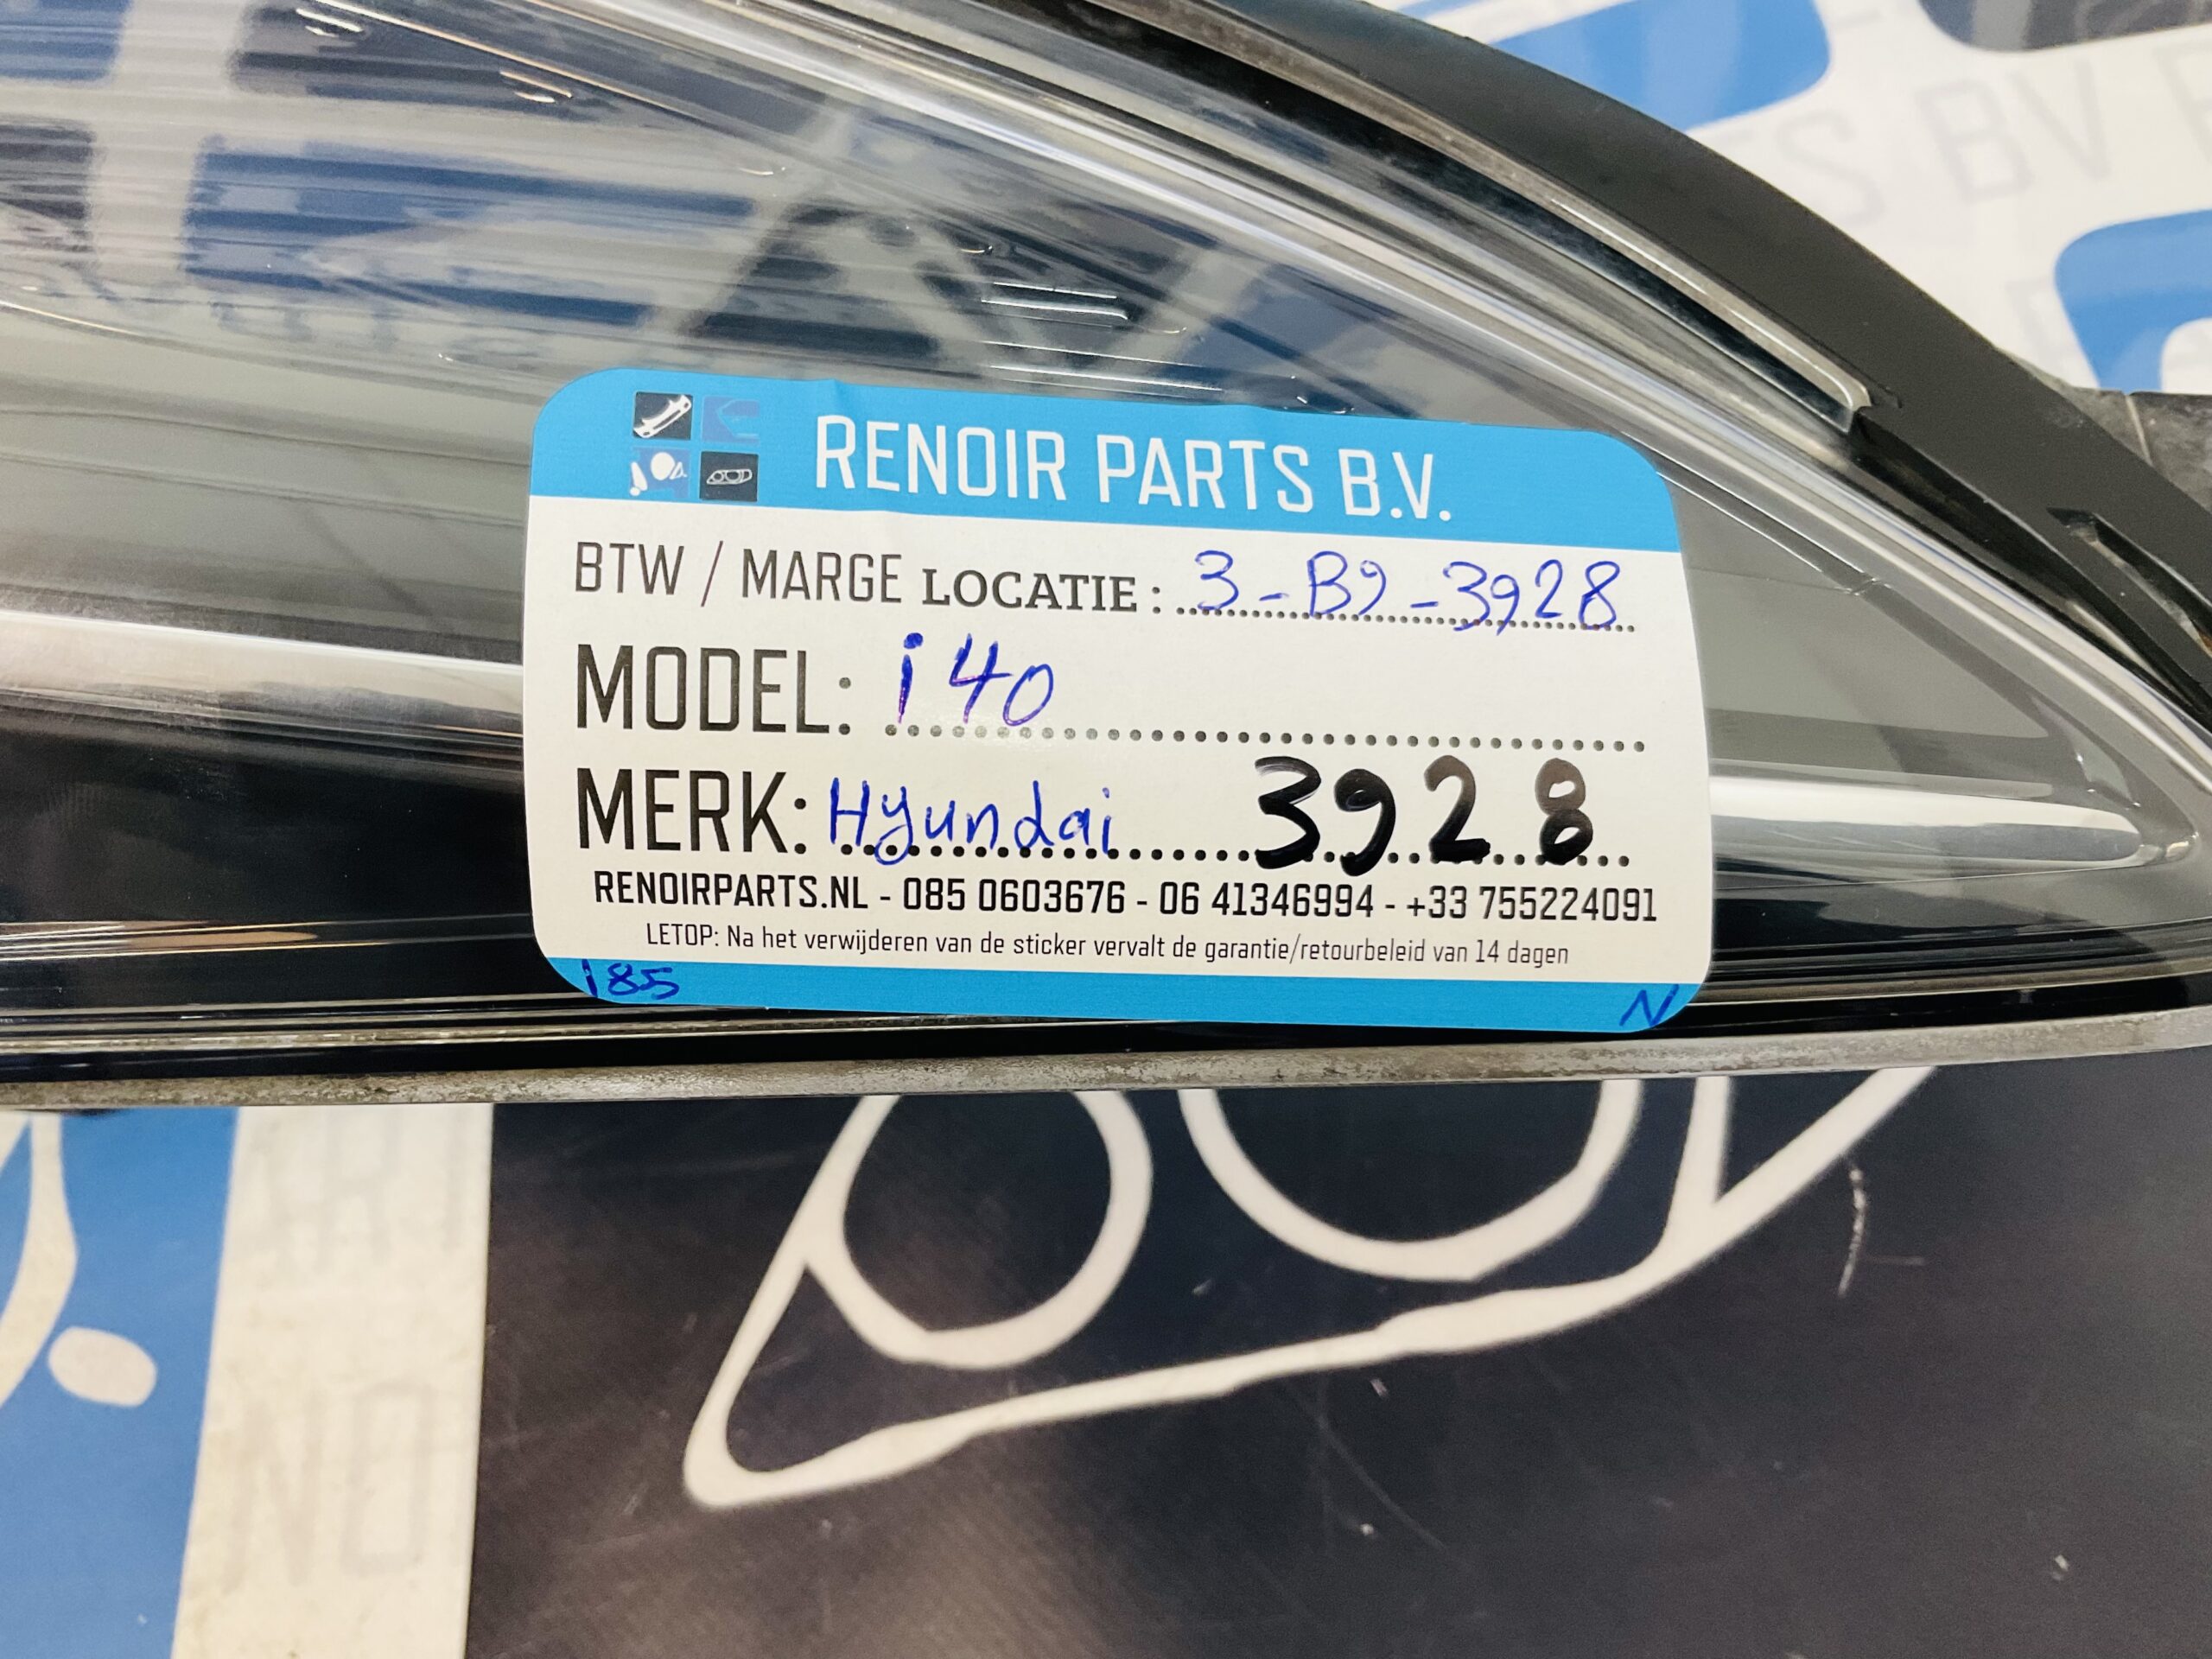 RENOIR PARTS B.V.
BTW / MARGE LOCATIE: 3-B9-3928
MODEL: i40
MERK: Hyundai 3928
RENOIRPARTS.NL - 085 0603676 - 06 41346994 - +33 755224091
LETOP: Na het verwijderen van de sticker vervalt de garantie/retourbeleid van 14 dagen
185 N
BV